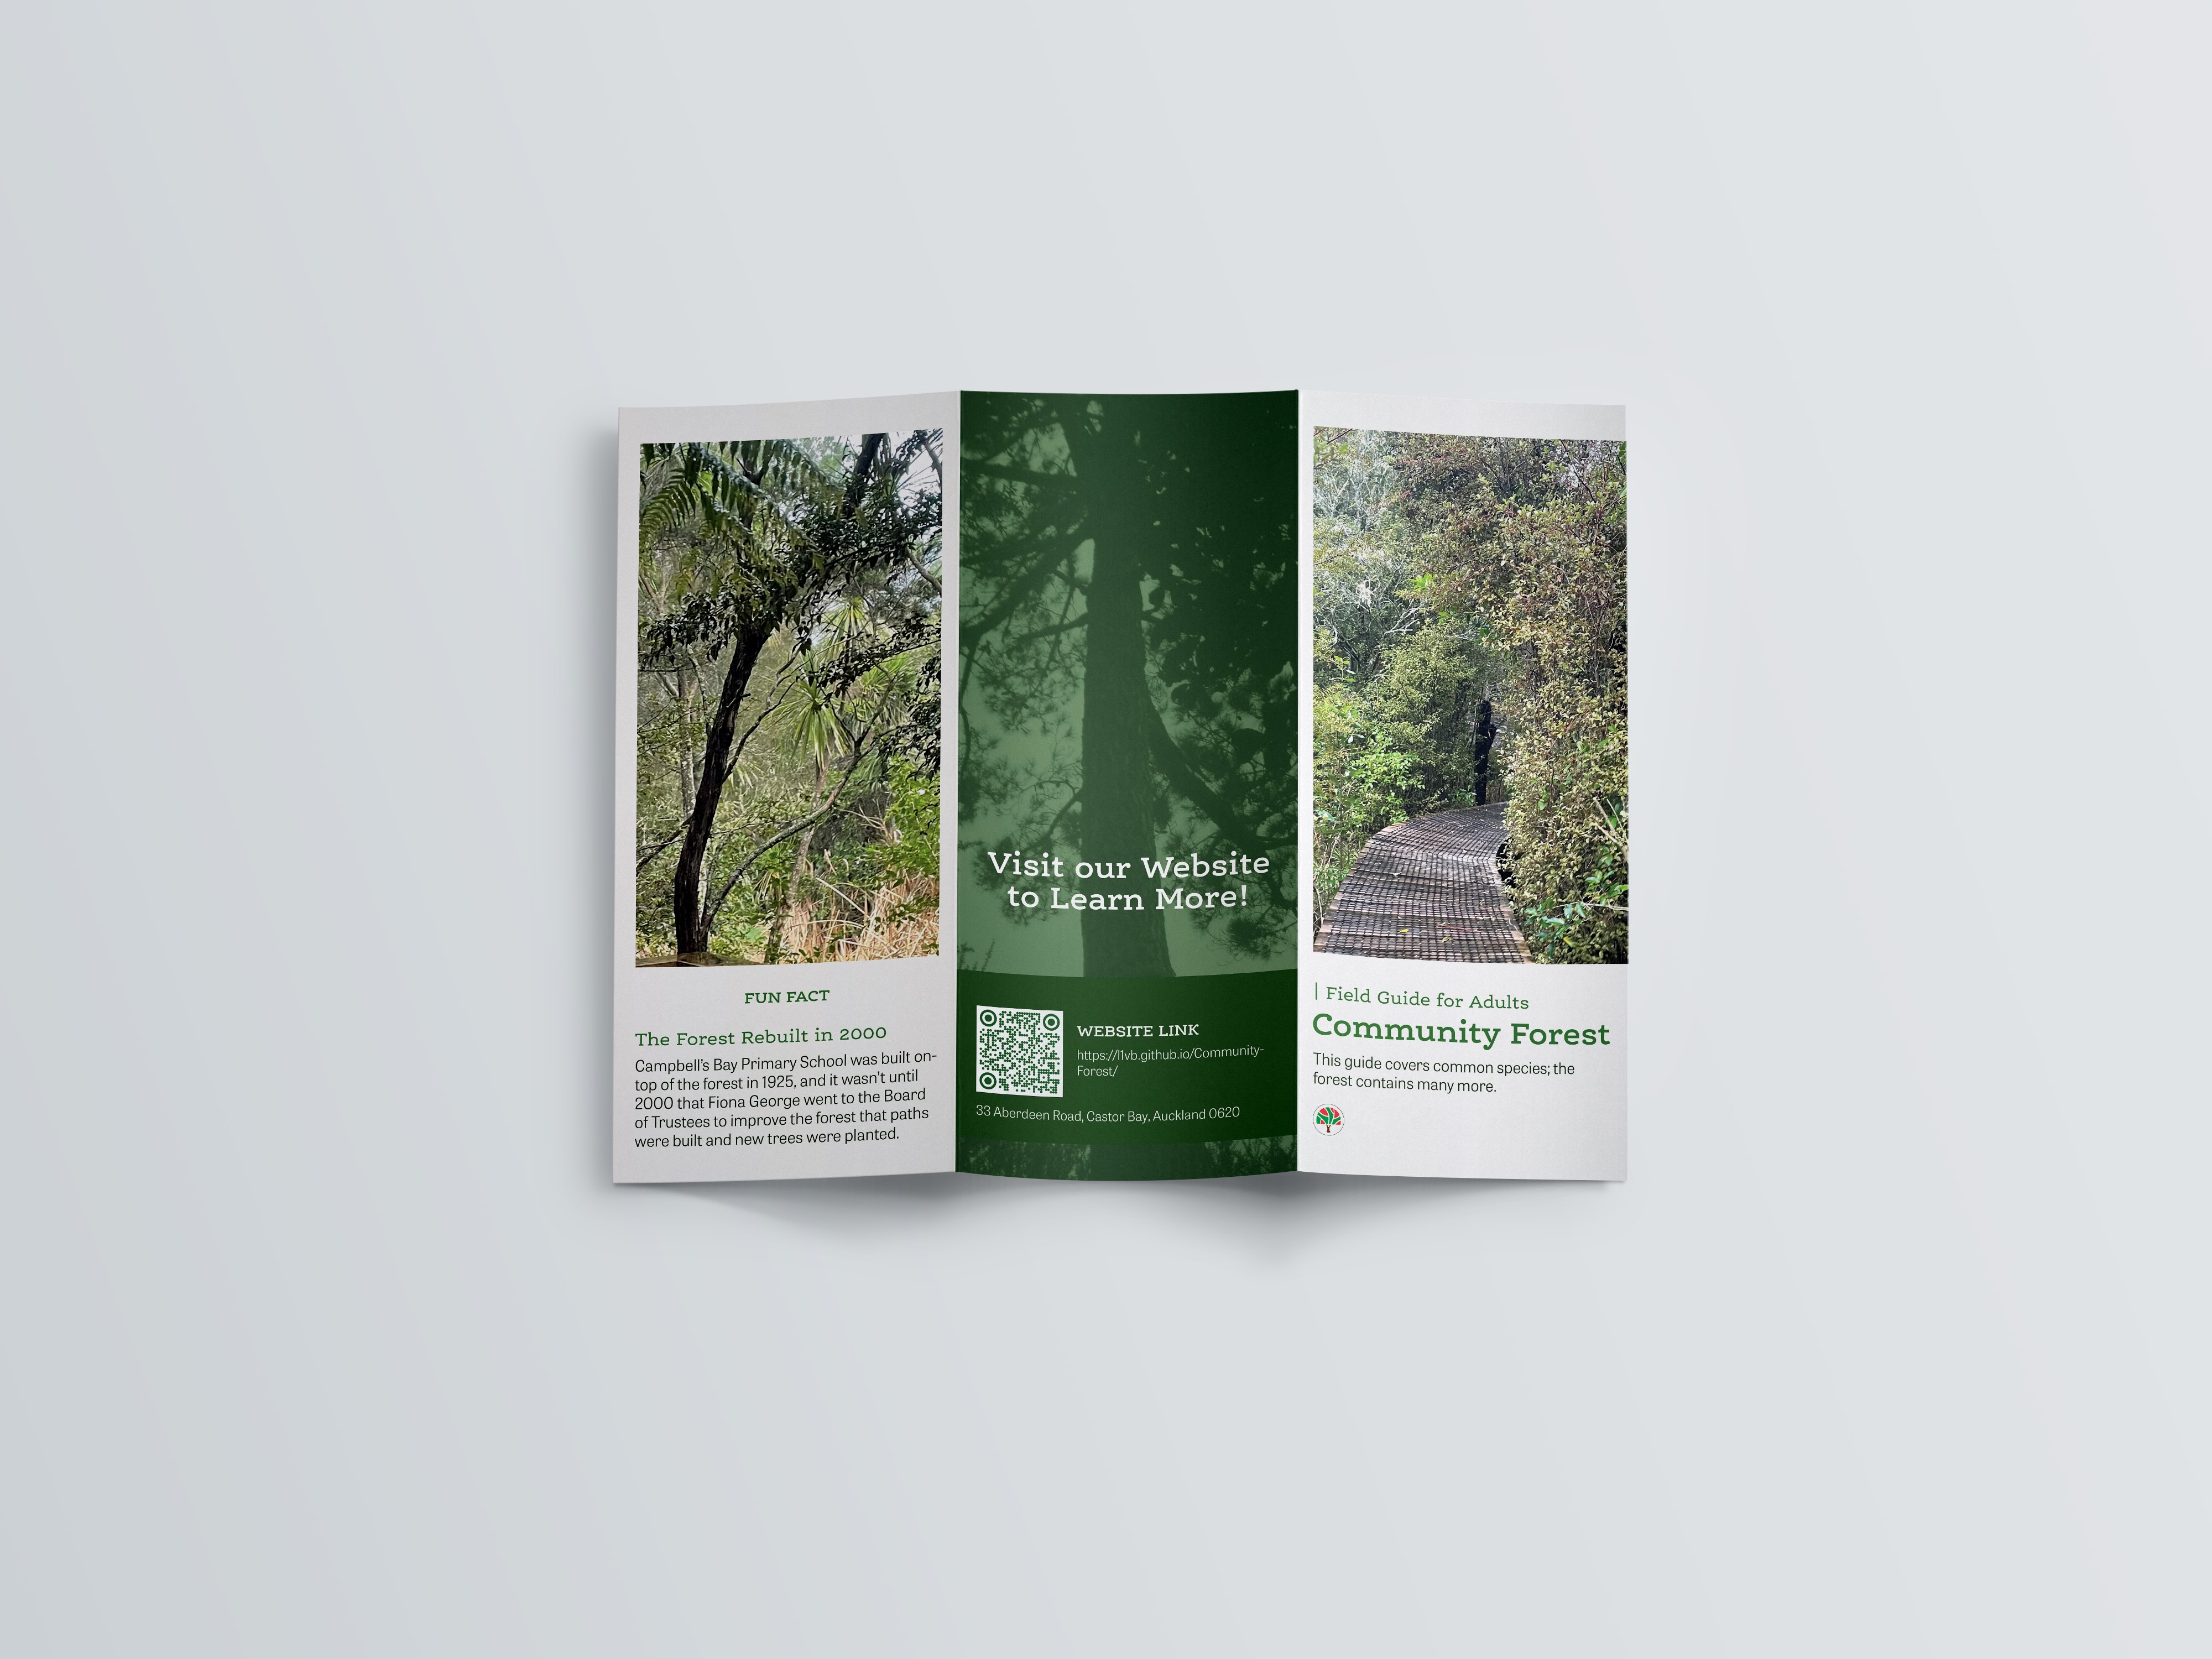 FUN FACT
The Forest Rebuilt in 2000
Campbell's Bay Primary School was built on-
top of the forest in 1925, and it wasn't until
2000 that Fiona George went to the Board
of Trustees to improve the forest that paths
were built and new trees were planted.
Visit our Website
to Learn More!
WEBSITE LINK
https://l1vb.github.io/Community-
Forest/
33 Aberdeen Road, Castor Bay, Auckland 0620
| Field Guide for Adults
Community Forest
This guide covers common species; the
forest contains many more.